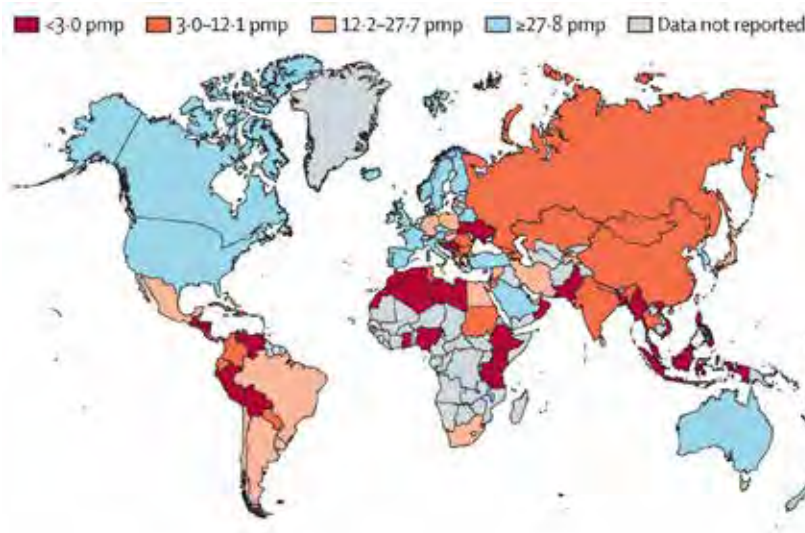 <3·0 pmp 3·0–12·1 pmp 12·2–27·7 pmp ≥27·8 pmp Data not reported